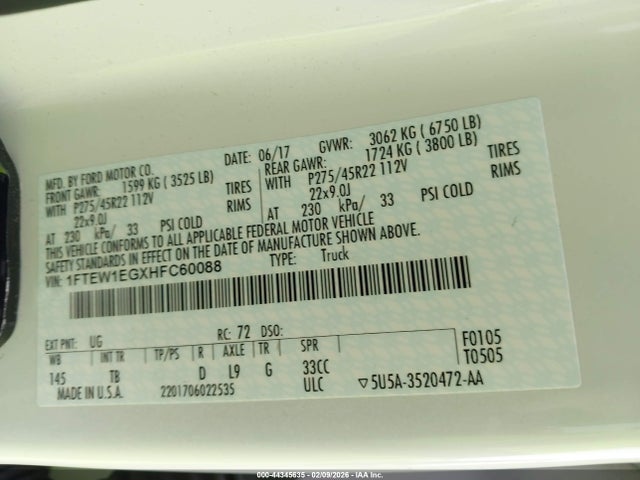 MFD. BY FORD MOTOR CO.
DATE: 06/17 GVWR: 3062 KG ( 6750 LB)
FRONT GAWR: 1599 KG ( 3525 LB)
REAR GAWR: 1724 KG ( 3800 LB)
WITH P275/45R22 112V TIRES
WITH P275/45R22 112V TIRES
22x9.0J RIMS
22x9.0J RIMS
AT 230 kPa/ 33 PSI COLD
AT 230 kPa/ 33 PSI COLD
THIS VEHICLE CONFORMS TO ALL APPLICABLE FEDERAL MOTOR VEHICLE
SAFETY STANDARDS IN EFFECT ON THE DATE OF MANUFACTURE SHOWN ABOVE.
VIN: 1FTEW1EGXHFC60088 TYPE: Truck
EXT PNT: UG RC: 72 DSO: F0105
WB INT TR TP/PS R AXLE TR SPR T0505
145 TB D L9 G 33CC
MADE IN U.S.A. 2201706022535 ULC ▽5U5A-3520472-AA
000-44345635 - 02/09/2026 - IAA Inc.